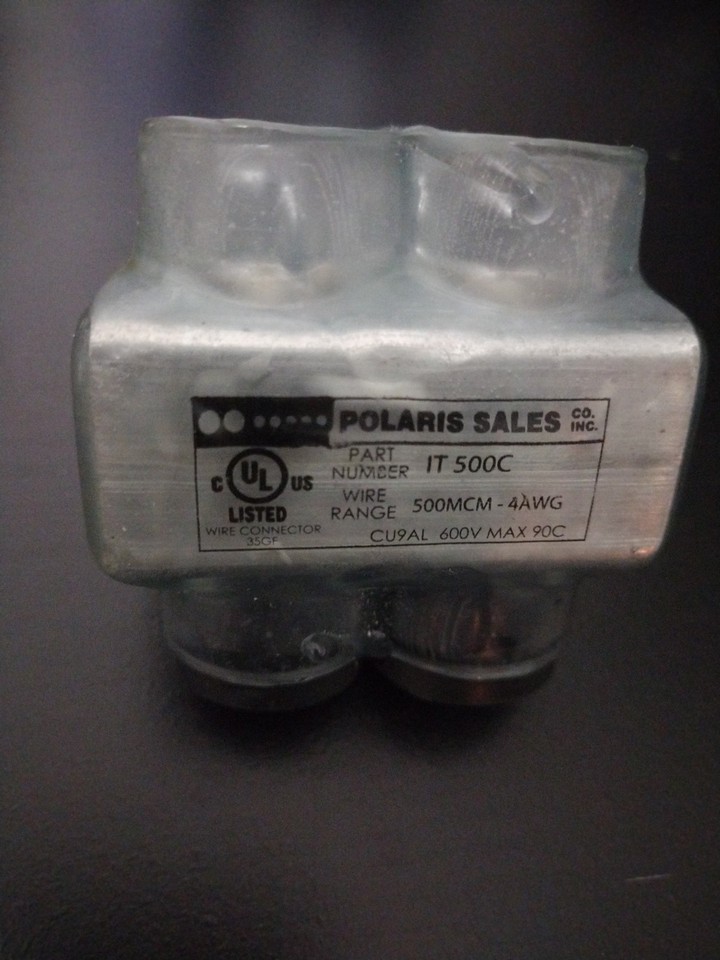 POLARIS SALES CO. INC.
C UL US
LISTED
WIRE CONNECTOR
35GF
PART NUMBER IT 500C
WIRE RANGE 500MCM - 4AWG
CU9AL 600V MAX 90C